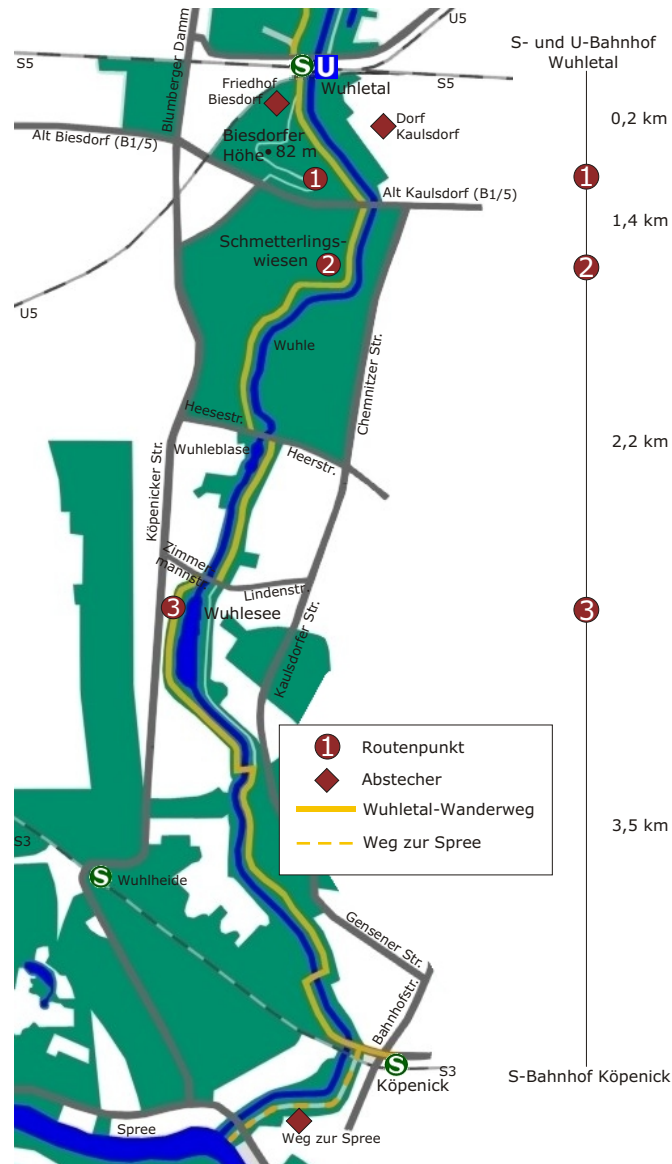 U5
S5
S
U
Wuhletal
S5
Blumberger Damm
Friedhof
Biesdorf
Dorf
Kaulsdorf
Alt Biesdorf (B1/5)
Biesdorfer
Höhe • 82 m
1
Alt Kaulsdorf (B1/5)
Schmetterlings-
wiesen
2
U5
Wuhle
Chemnitzer Str.
Heesestr.
Wuhleblase
Heerstr.
Köpenicker Str.
Zimmer
mannstr.
Lindenstr.
3
Wuhlesee
Kaulsdorfer Str.
1
Routenpunkt
Abstecher
Wuhletal-Wanderweg
Weg zur Spree
S3
S
Wuhlheide
Gensener Str.
Bahnhofstr.
S
S3
Köpenick
Spree
Weg zur Spree
S- und U-Bahnhof
Wuhletal
0,2 km
1
1,4 km
2
2,2 km
3
3,5 km
S-Bahnhof Köpenick